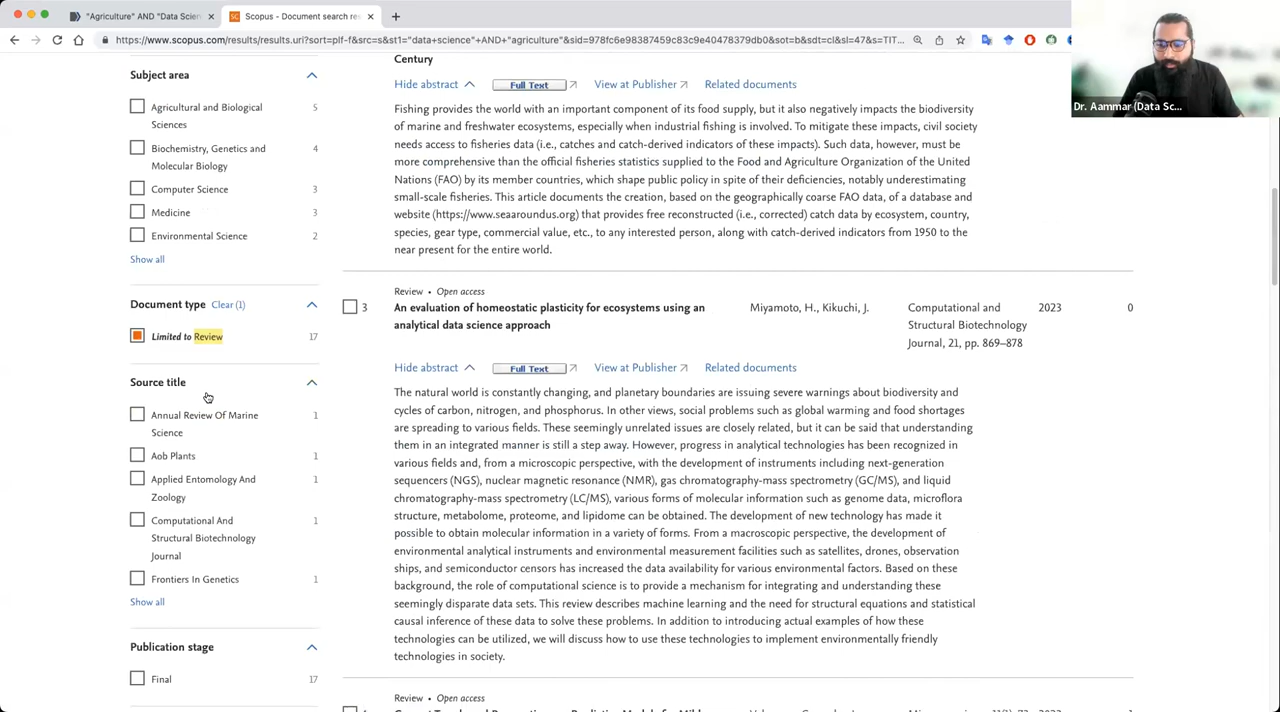 "Agriculture" AND "Data Scien
Scopus - Document search res
https://www.scopus.com/results/results.uri?sort=plf-f&src=s&st1="data+science"+AND+"agriculture"&sid=978fc6e98387459c83c9e40478379db0&sot=b&sdt=cl&sl=47&s=TIT...
Dr. Aammar (Data Sc...
Subject area
Agricultural and Biological 5
Sciences
Biochemistry, Genetics and 4
Molecular Biology
Computer Science 3
Medicine 3
Environmental Science 2
Show all
Document type Clear (1)
Limited to Review 17
Source title
Annual Review Of Marine 1
Science
Aob Plants 1
Applied Entomology And 1
Zoology
Computational And 1
Structural Biotechnology
Journal
Frontiers In Genetics 1
Show all
Publication stage
Final 17
Century
Hide abstract Full Text View at Publisher Related documents
Fishing provides the world with an important component of its food supply, but it also negatively impacts the biodiversity
of marine and freshwater ecosystems, especially when industrial fishing is involved. To mitigate these impacts, civil society
needs access to fisheries data (i.e., catches and catch-derived indicators of these impacts). Such data, however, must be
more comprehensive than the official fisheries statistics supplied to the Food and Agriculture Organization of the United
Nations (FAO) by its member countries, which shape public policy in spite of their deficiencies, notably underestimating
small-scale fisheries. This article documents the creation, based on the geographically coarse FAO data, of a database and
website (https://www.seaaroundus.org) that provides free reconstructed (i.e., corrected) catch data by ecosystem, country,
species, gear type, commercial value, etc., to any interested person, along with catch-derived indicators from 1950 to the
near present for the entire world.
Review • Open access
3 An evaluation of homeostatic plasticity for ecosystems using an Miyamoto, H., Kikuchi, J. Computational and 2023 0
analytical data science approach Structural Biotechnology
Journal, 21, pp. 869–878
Hide abstract Full Text View at Publisher Related documents
The natural world is constantly changing, and planetary boundaries are issuing severe warnings about biodiversity and
cycles of carbon, nitrogen, and phosphorus. In other views, social problems such as global warming and food shortages
are spreading to various fields. These seemingly unrelated issues are closely related, but it can be said that understanding
them in an integrated manner is still a step away. However, progress in analytical technologies has been recognized in
various fields and, from a microscopic perspective, with the development of instruments including next-generation
sequencers (NGS), nuclear magnetic resonance (NMR), gas chromatography-mass spectrometry (GC/MS), and liquid
chromatography-mass spectrometry (LC/MS), various forms of molecular information such as genome data, microflora
structure, metabolome, proteome, and lipidome can be obtained. The development of new technology has made it
possible to obtain molecular information in a variety of forms. From a macroscopic perspective, the development of
environmental analytical instruments and environmental measurement facilities such as satellites, drones, observation
ships, and semiconductor censors has increased the data availability for various environmental factors. Based on these
background, the role of computational science is to provide a mechanism for integrating and understanding these
seemingly disparate data sets. This review describes machine learning and the need for structural equations and statistical
causal inference of these data to solve these problems. In addition to introducing actual examples of how these
technologies can be utilized, we will discuss how to use these technologies to implement environmentally friendly
technologies in society.
Review • Open access